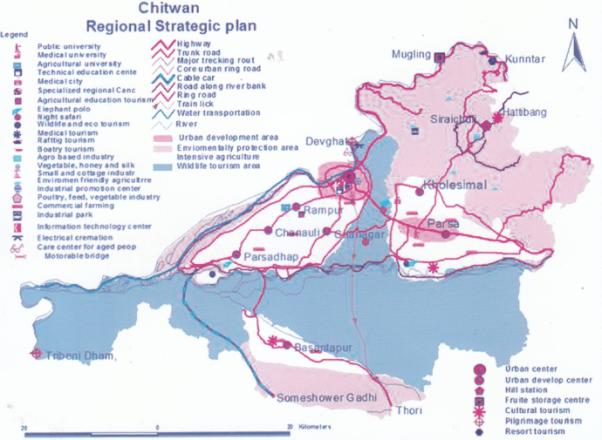 Chitwan
Regional Strategic plan
Legend
Public university
Medical university
Agricultural university
Technical education cente
Medical city
Specialized regional Canc
Agricultural education tourism
Elephant polo
Night safari
Wildlife and eco tourism
Medical tourism
Raftitg tourism
Boatry tourism
Agro based industry
Vegetable, honey and silk
Small and cottage industr
Enviromen friendly agricultrre
Industrial promotion center
Poultry, feed, vegetable industry
Commercial farming
Industrial park
Information technology center
Electrical cremation
Care center for aged peop
Motorable bridge
Highway
Trunk road
Major trecking rout
Core urban ring road
Cable car
Road along river bank
Ring road
Train lick
Water transportation
River
Urban development area
Enviromentally protection area
Intensive agriculture
Wildlife tourism area
N
Mugling
Kunntar
Hattibang
Siraichuli
Devghat
Kholesimal
Rampur
Parsa
Chanauli
Parsadhap
Basantapur
Tribeni Dham,
Someshower Gadhi
Thori
Urban center
Urban develop center
Hill station
Fruite storage centre
Cultural tourism
Pilgrimage tourism
Resort tourism
20
0
20
Kilometers